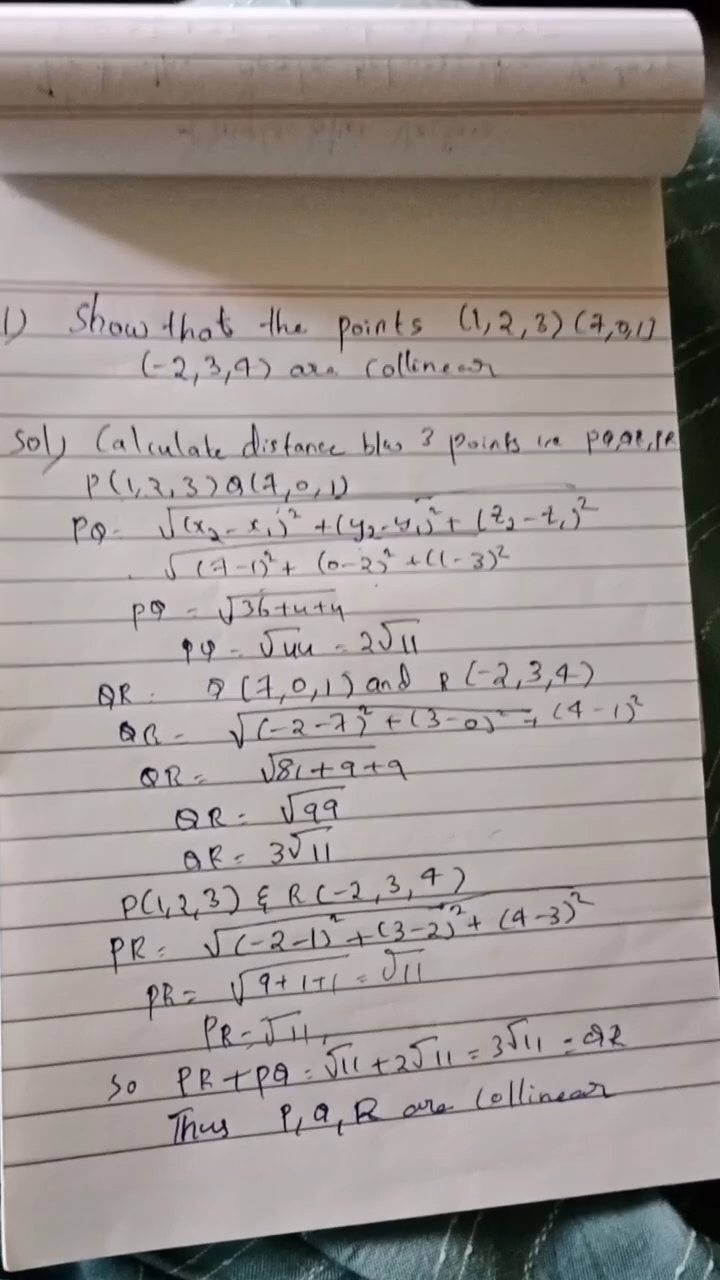 1) Show that the points (1,2,3) (7,0,1)
(-2,3,4) are collinear
Sol) Calculate distance b/w 3 points i.e PQ,QR,PR
P(1,2,3) Q(7,0,1)
PQ = √(x₂-x₁)² + (y₂-y₁)² + (z₂-z₁)²
= √(7-1)² + (0-2)² + (1-3)²
PQ = √36+4+4
PQ = √44 = 2√11
QR = Q(7,0,1) and R(-2,3,4)
QR = √(-2-7)² + (3-0)² + (4-1)²
QR = √81+9+9
QR = √99
QR = 3√11
P(1,2,3) & R(-2,3,4)
PR = √(-2-1)² + (3-2)² + (4-3)²
PR = √9+1+1 = √11
PR = √11,
So PR + PQ = √11 + 2√11 = 3√11 = QR
Thus P, Q, R are collinear